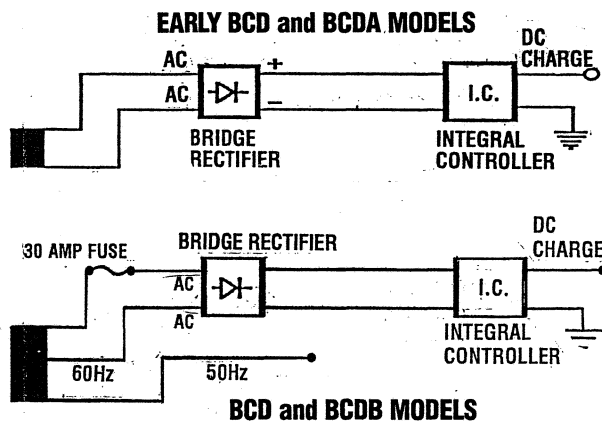 EARLY BCD and BCDA MODELS
AC
AC
+
−
BRIDGE
RECTIFIER
I.C.
INTEGRAL
CONTROLLER
DC
CHARGE
30 AMP FUSE
BRIDGE RECTIFIER
AC
AC
I.C.
INTEGRAL
CONTROLLER
DC
CHARGE
60Hz
50Hz
BCD and BCDB MODELS